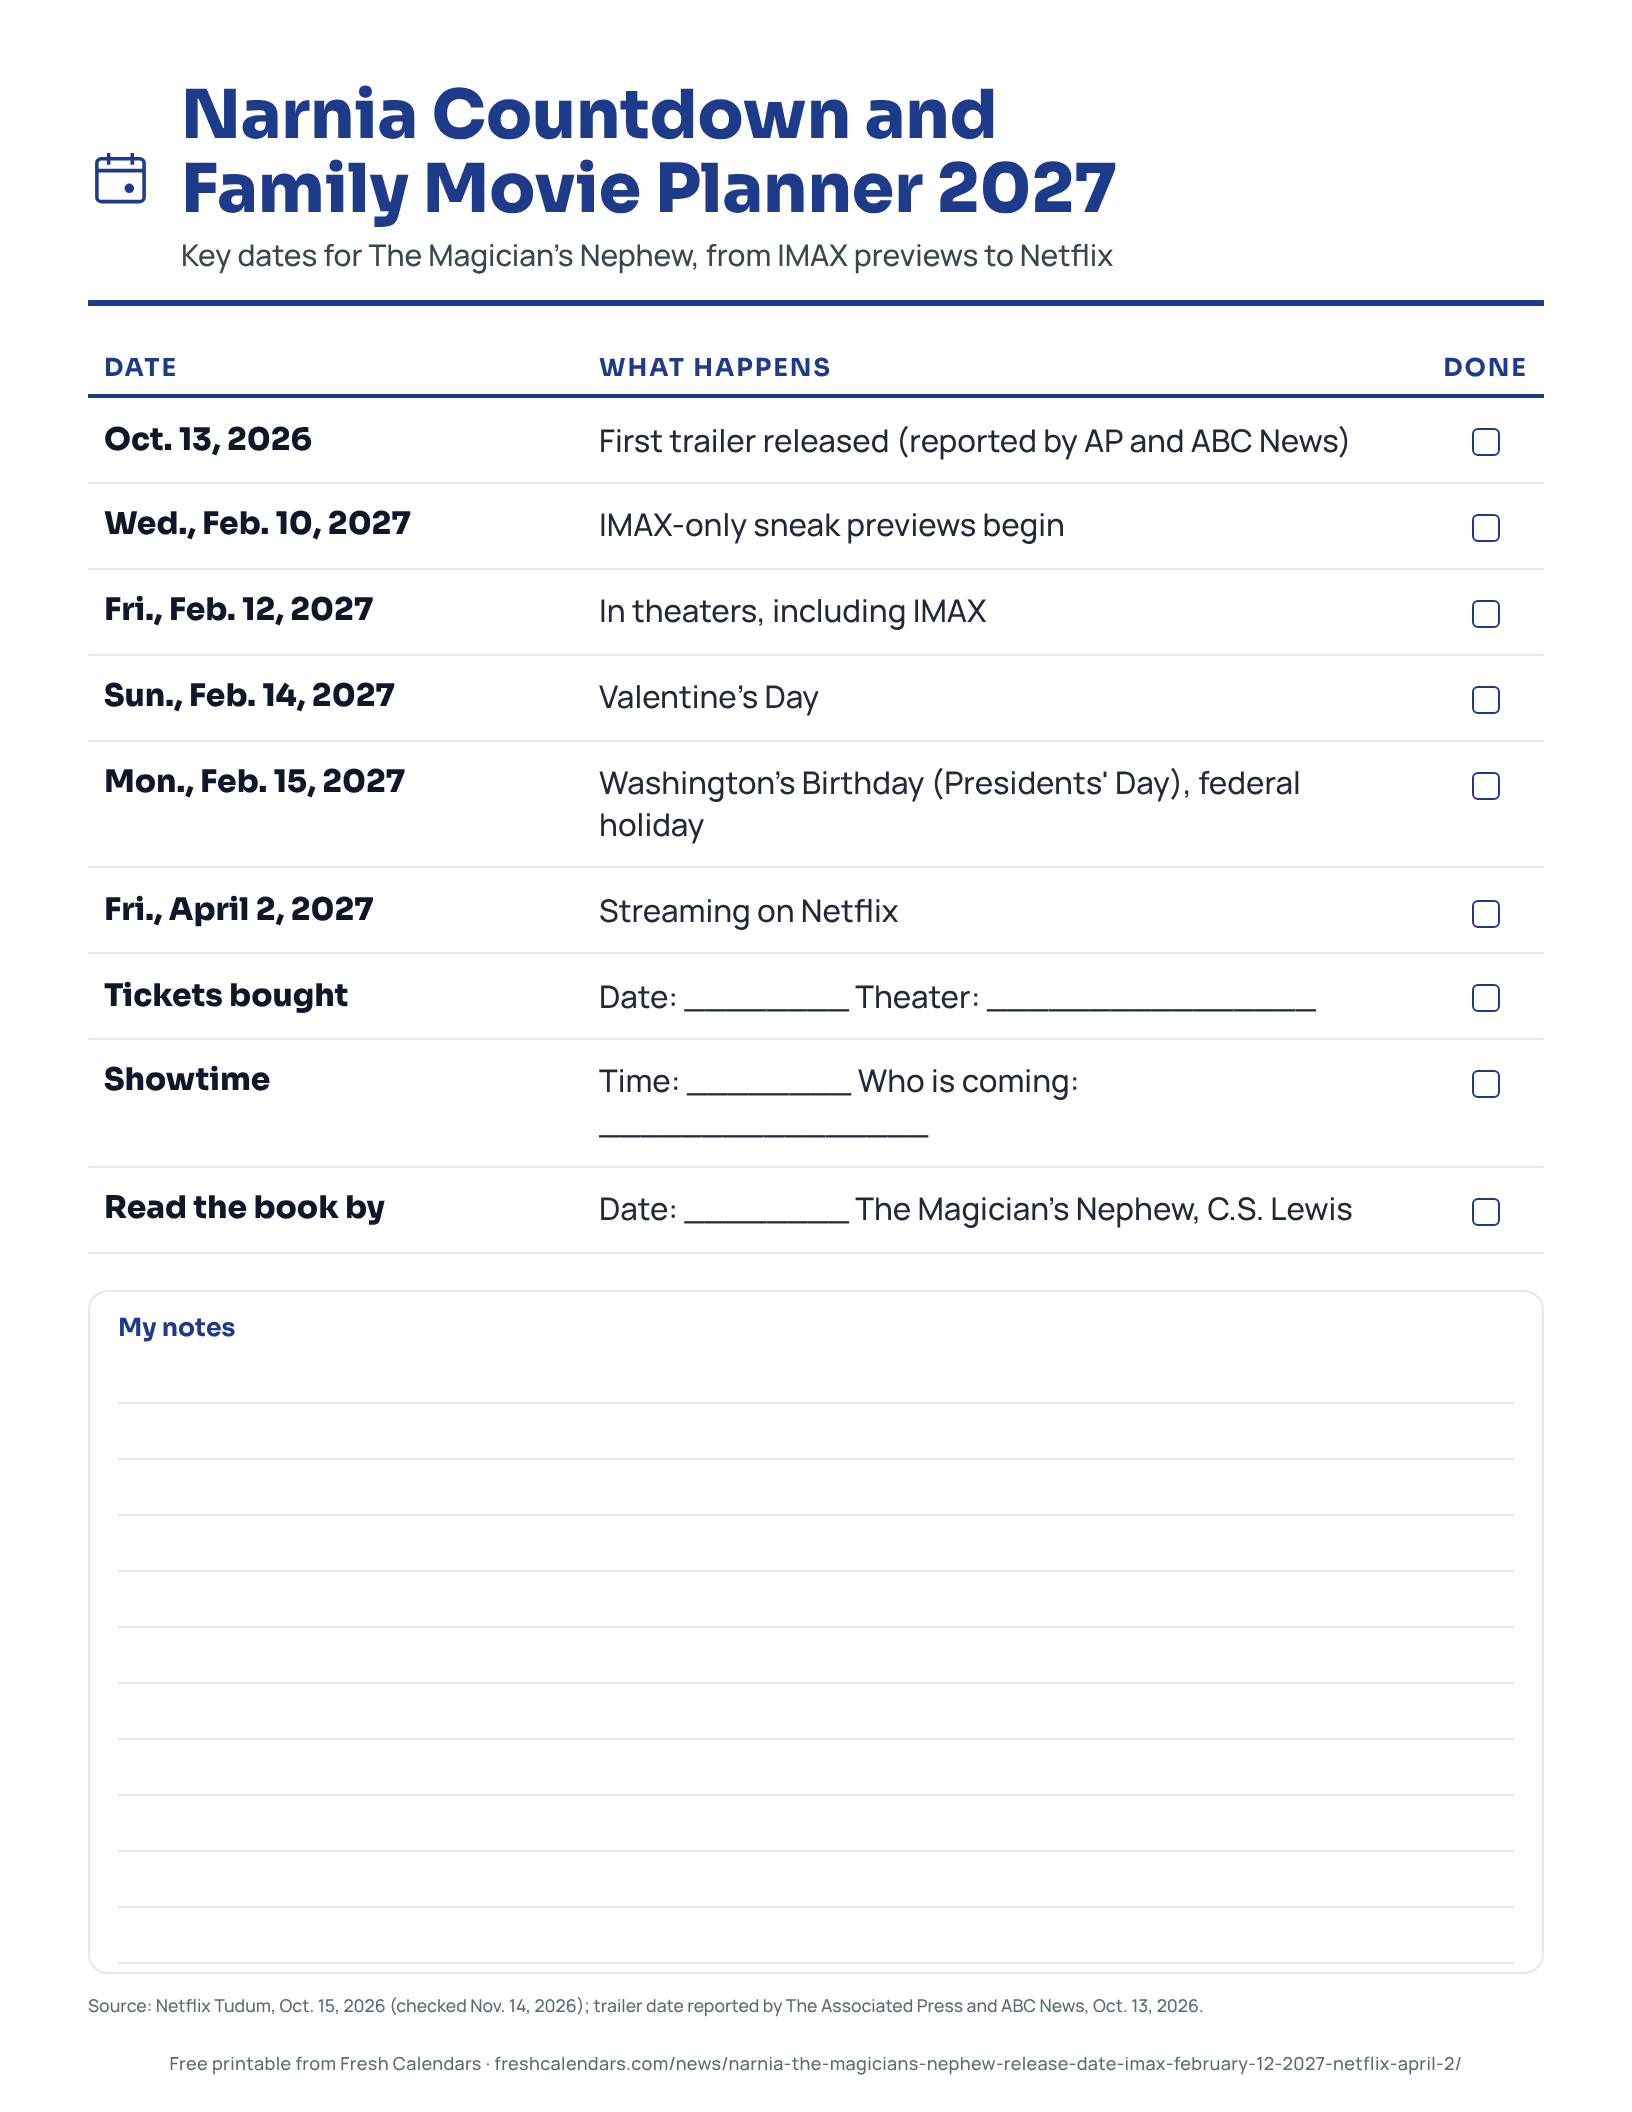 Narnia Countdown and
Family Movie Planner 2027
Key dates for The Magician’s Nephew, from IMAX previews to Netflix
DATE WHAT HAPPENS DONE
Oct. 13, 2026 First trailer released (reported by AP and ABC News)
Wed., Feb. 10, 2027 IMAX-only sneak previews begin
Fri., Feb. 12, 2027 In theaters, including IMAX
Sun., Feb. 14, 2027 Valentine’s Day
Mon., Feb. 15, 2027 Washington’s Birthday (Presidents' Day), federal
holiday
Fri., April 2, 2027 Streaming on Netflix
Tickets bought Date: ________ Theater: ________________
Showtime Time: ________ Who is coming:
________________
Read the book by Date: ________ The Magician’s Nephew, C.S. Lewis
My notes
Source: Netflix Tudum, Oct. 15, 2026 (checked Nov. 14, 2026); trailer date reported by The Associated Press and ABC News, Oct. 13, 2026.
Free printable from Fresh Calendars · freshcalendars.com/news/narnia-the-magicians-nephew-release-date-imax-february-12-2027-netflix-april-2/